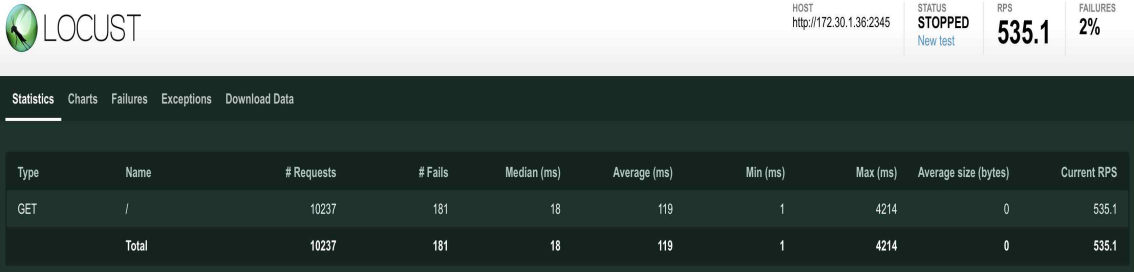 LOCUST
HOST
http://172.30.1.36:2345
STATUS
STOPPED
New test
RPS
535.1
FAILURES
2%
Statistics Charts Failures Exceptions Download Data
Type Name # Requests # Fails Median (ms) Average (ms) Min (ms) Max (ms) Average size (bytes) Current RPS
GET / 10237 181 18 119 1 4214 0 535.1
Total 10237 181 18 119 1 4214 0 535.1